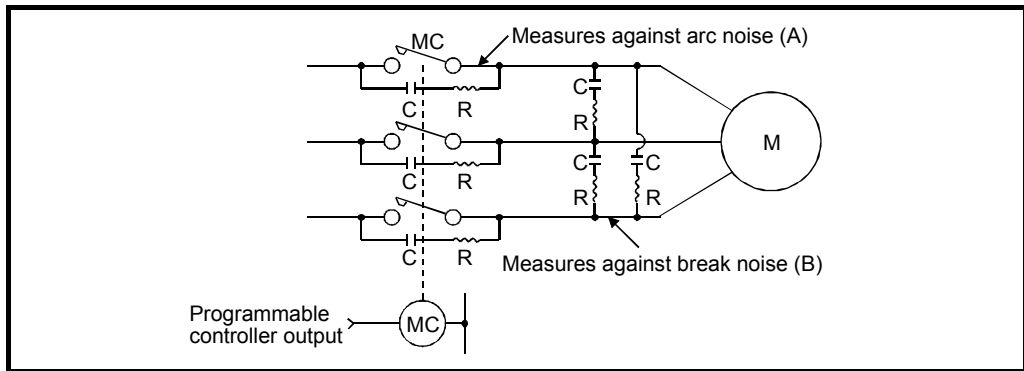 Measures against arc noise (A)
MC
C
C R
R
C
C
C R
R R
M
C R
Measures against break noise (B)
Programmable
controller output
MC